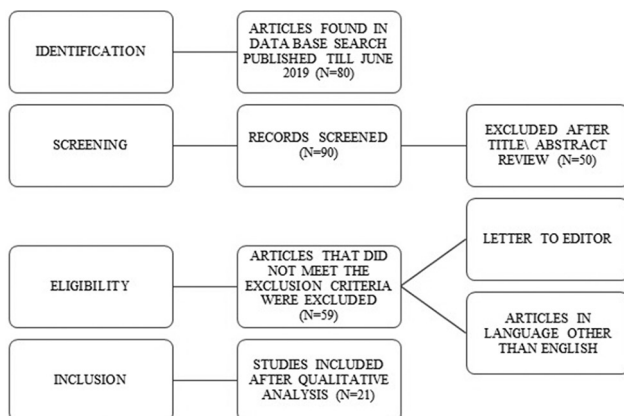 IDENTIFICATION
ARTICLES FOUND IN
DATA BASE SEARCH
PUBLISHED TILL JUNE
2019 (N=80)
SCREENING
RECORDS SCREENED
(N=90)
EXCLUDED AFTER
TITLE\ ABSTRACT
REVIEW (N=50)
ELIGIBILITY
ARTICLES THAT DID
NOT MEET THE
EXCLUSION CRITERIA
WERE EXCLUDED
(N=59)
LETTER TO EDITOR
ARTICLES IN
LANGUAGE OTHER
THAN ENGLISH
INCLUSION
STUDIES INCLUDED
AFTER QUALITATIVE
ANALYSIS (N=21)